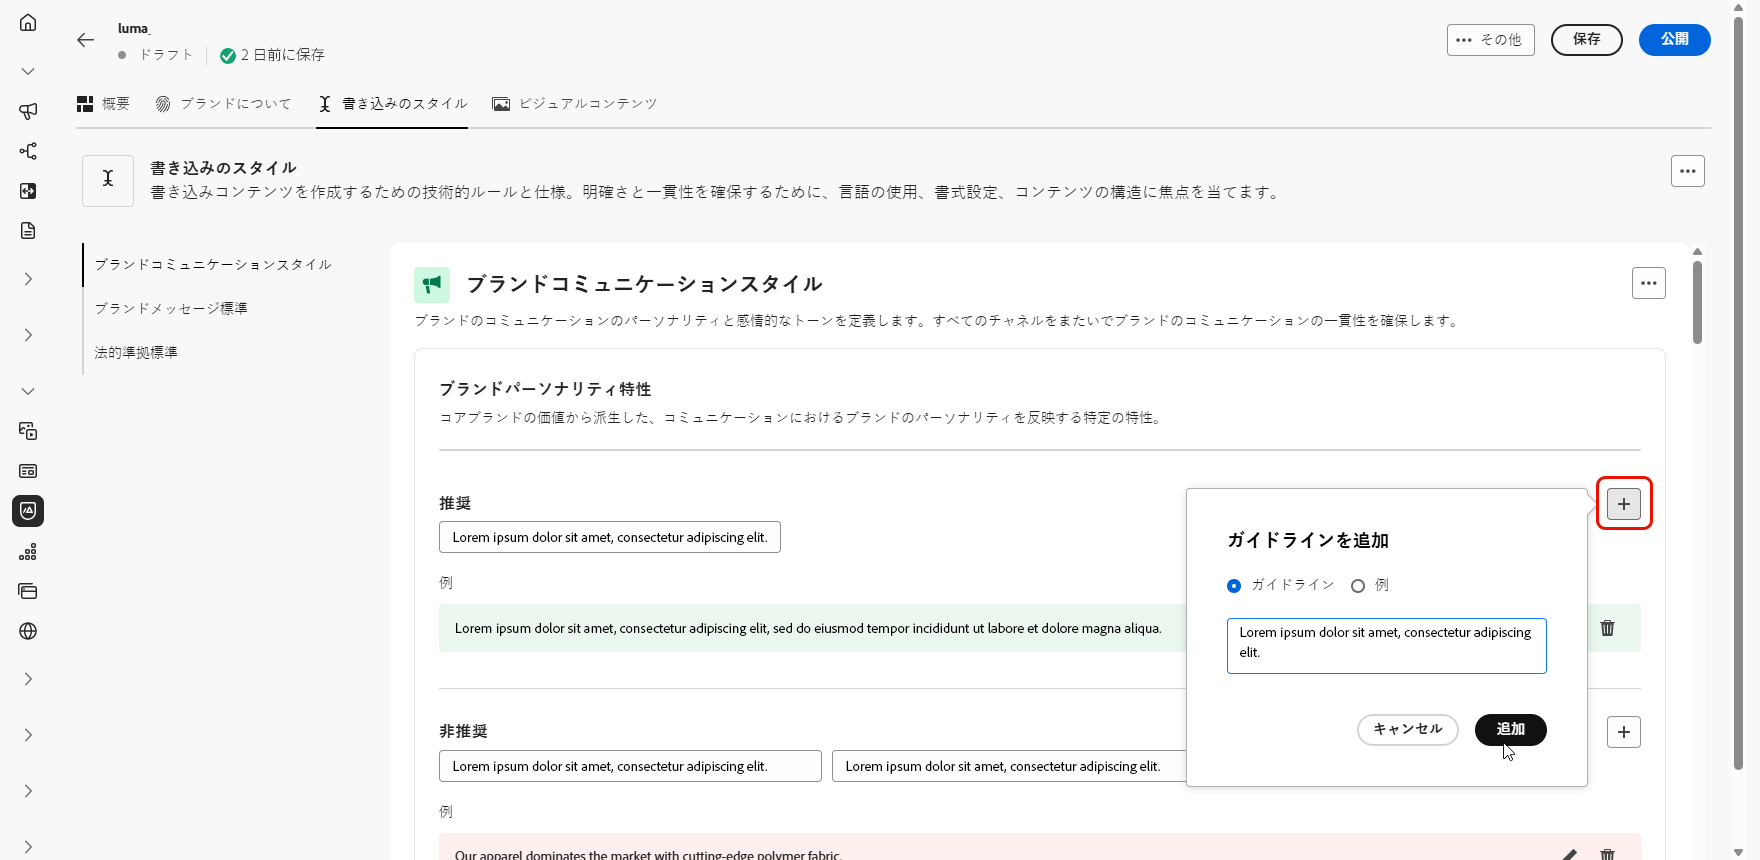 luma_
ドラフト
2 日前に保存
その他
保存
公開
概要
ブランドについて
書き込みのスタイル
ビジュアルコンテンツ
書き込みのスタイル
書き込みコンテンツを作成するための技術的ルールと仕様。明確さと一貫性を確保するために、言語の使用、書式設定、コンテンツの構造に焦点を当てます。
ブランドコミュニケーションスタイル
ブランドメッセージ標準
法的準拠標準
ブランドコミュニケーションスタイル
ブランドのコミュニケーションのパーソナリティと感情的なトーンを定義します。すべてのチャネルをまたいでブランドのコミュニケーションの一貫性を確保します。
ブランドパーソナリティ特性
コアブランドの価値から派生した、コミュニケーションにおけるブランドのパーソナリティを反映する特定の特性。
推奨
Lorem ipsum dolor sit amet, consectetur adipiscing elit.
例
Lorem ipsum dolor sit amet, consectetur adipiscing elit, sed do eiusmod tempor incididunt ut labore et dolore magna aliqua.
非推奨
Lorem ipsum dolor sit amet, consectetur adipiscing elit.
Lorem ipsum dolor sit amet, consectetur adipiscing elit.
例
Our apparel dominates the market with cutting-edge polymer fabric.
ガイドラインを追加
ガイドライン
例
Lorem ipsum dolor sit amet, consectetur adipiscing
elit.
キャンセル
追加